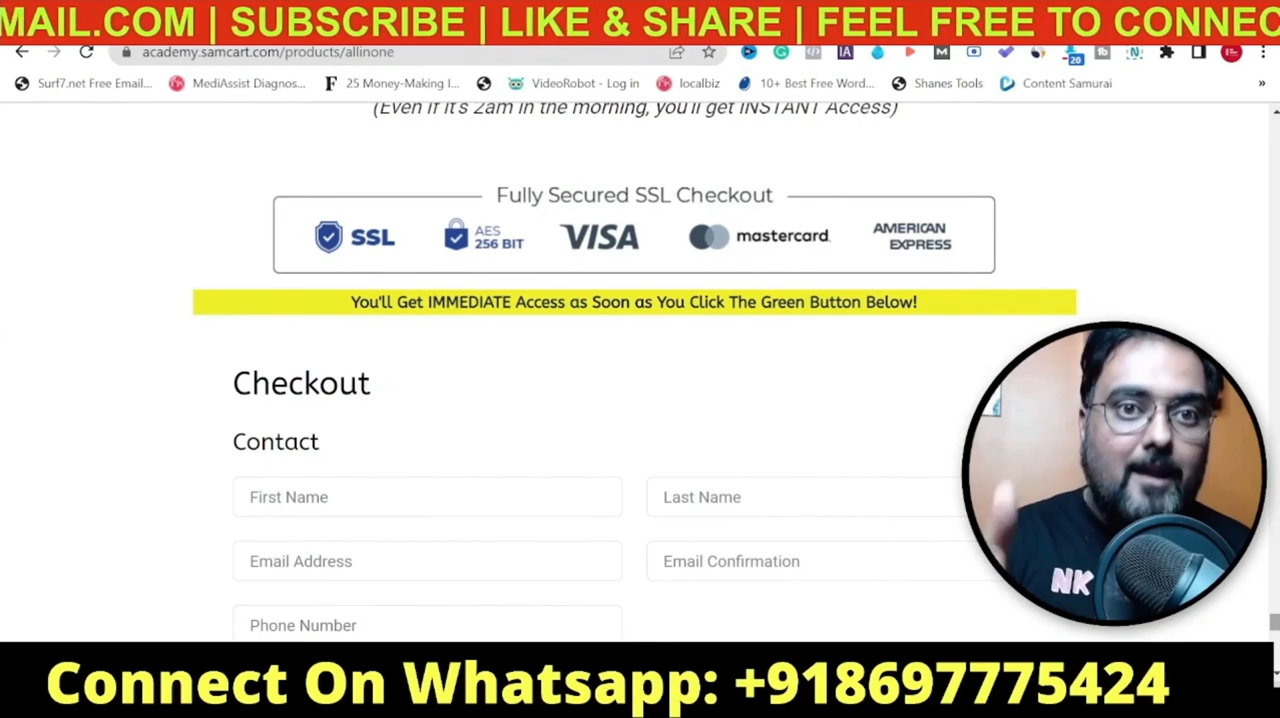 MAIL.COM | SUBSCRIBE | LIKE & SHARE | FEEL FREE TO CONNEC
academy.samcart.com/products/allinone
20
Surf7.net Free Email... MediAssist Diagnos... 25 Money-Making I... VideoRobot - Log in localbiz 10+ Best Free Word... Shanes Tools Content Samurai »
(Even if it's 2am in the morning, you'll get INSTANT Access)
Fully Secured SSL Checkout
SSL AES 256 BIT VISA mastercard. AMERICAN EXPRESS
You'll Get IMMEDIATE Access as Soon as You Click The Green Button Below!
Checkout
Contact
First Name Last Name
Email Address Email Confirmation
NK
Phone Number
Connect On Whatsapp: +918697775424